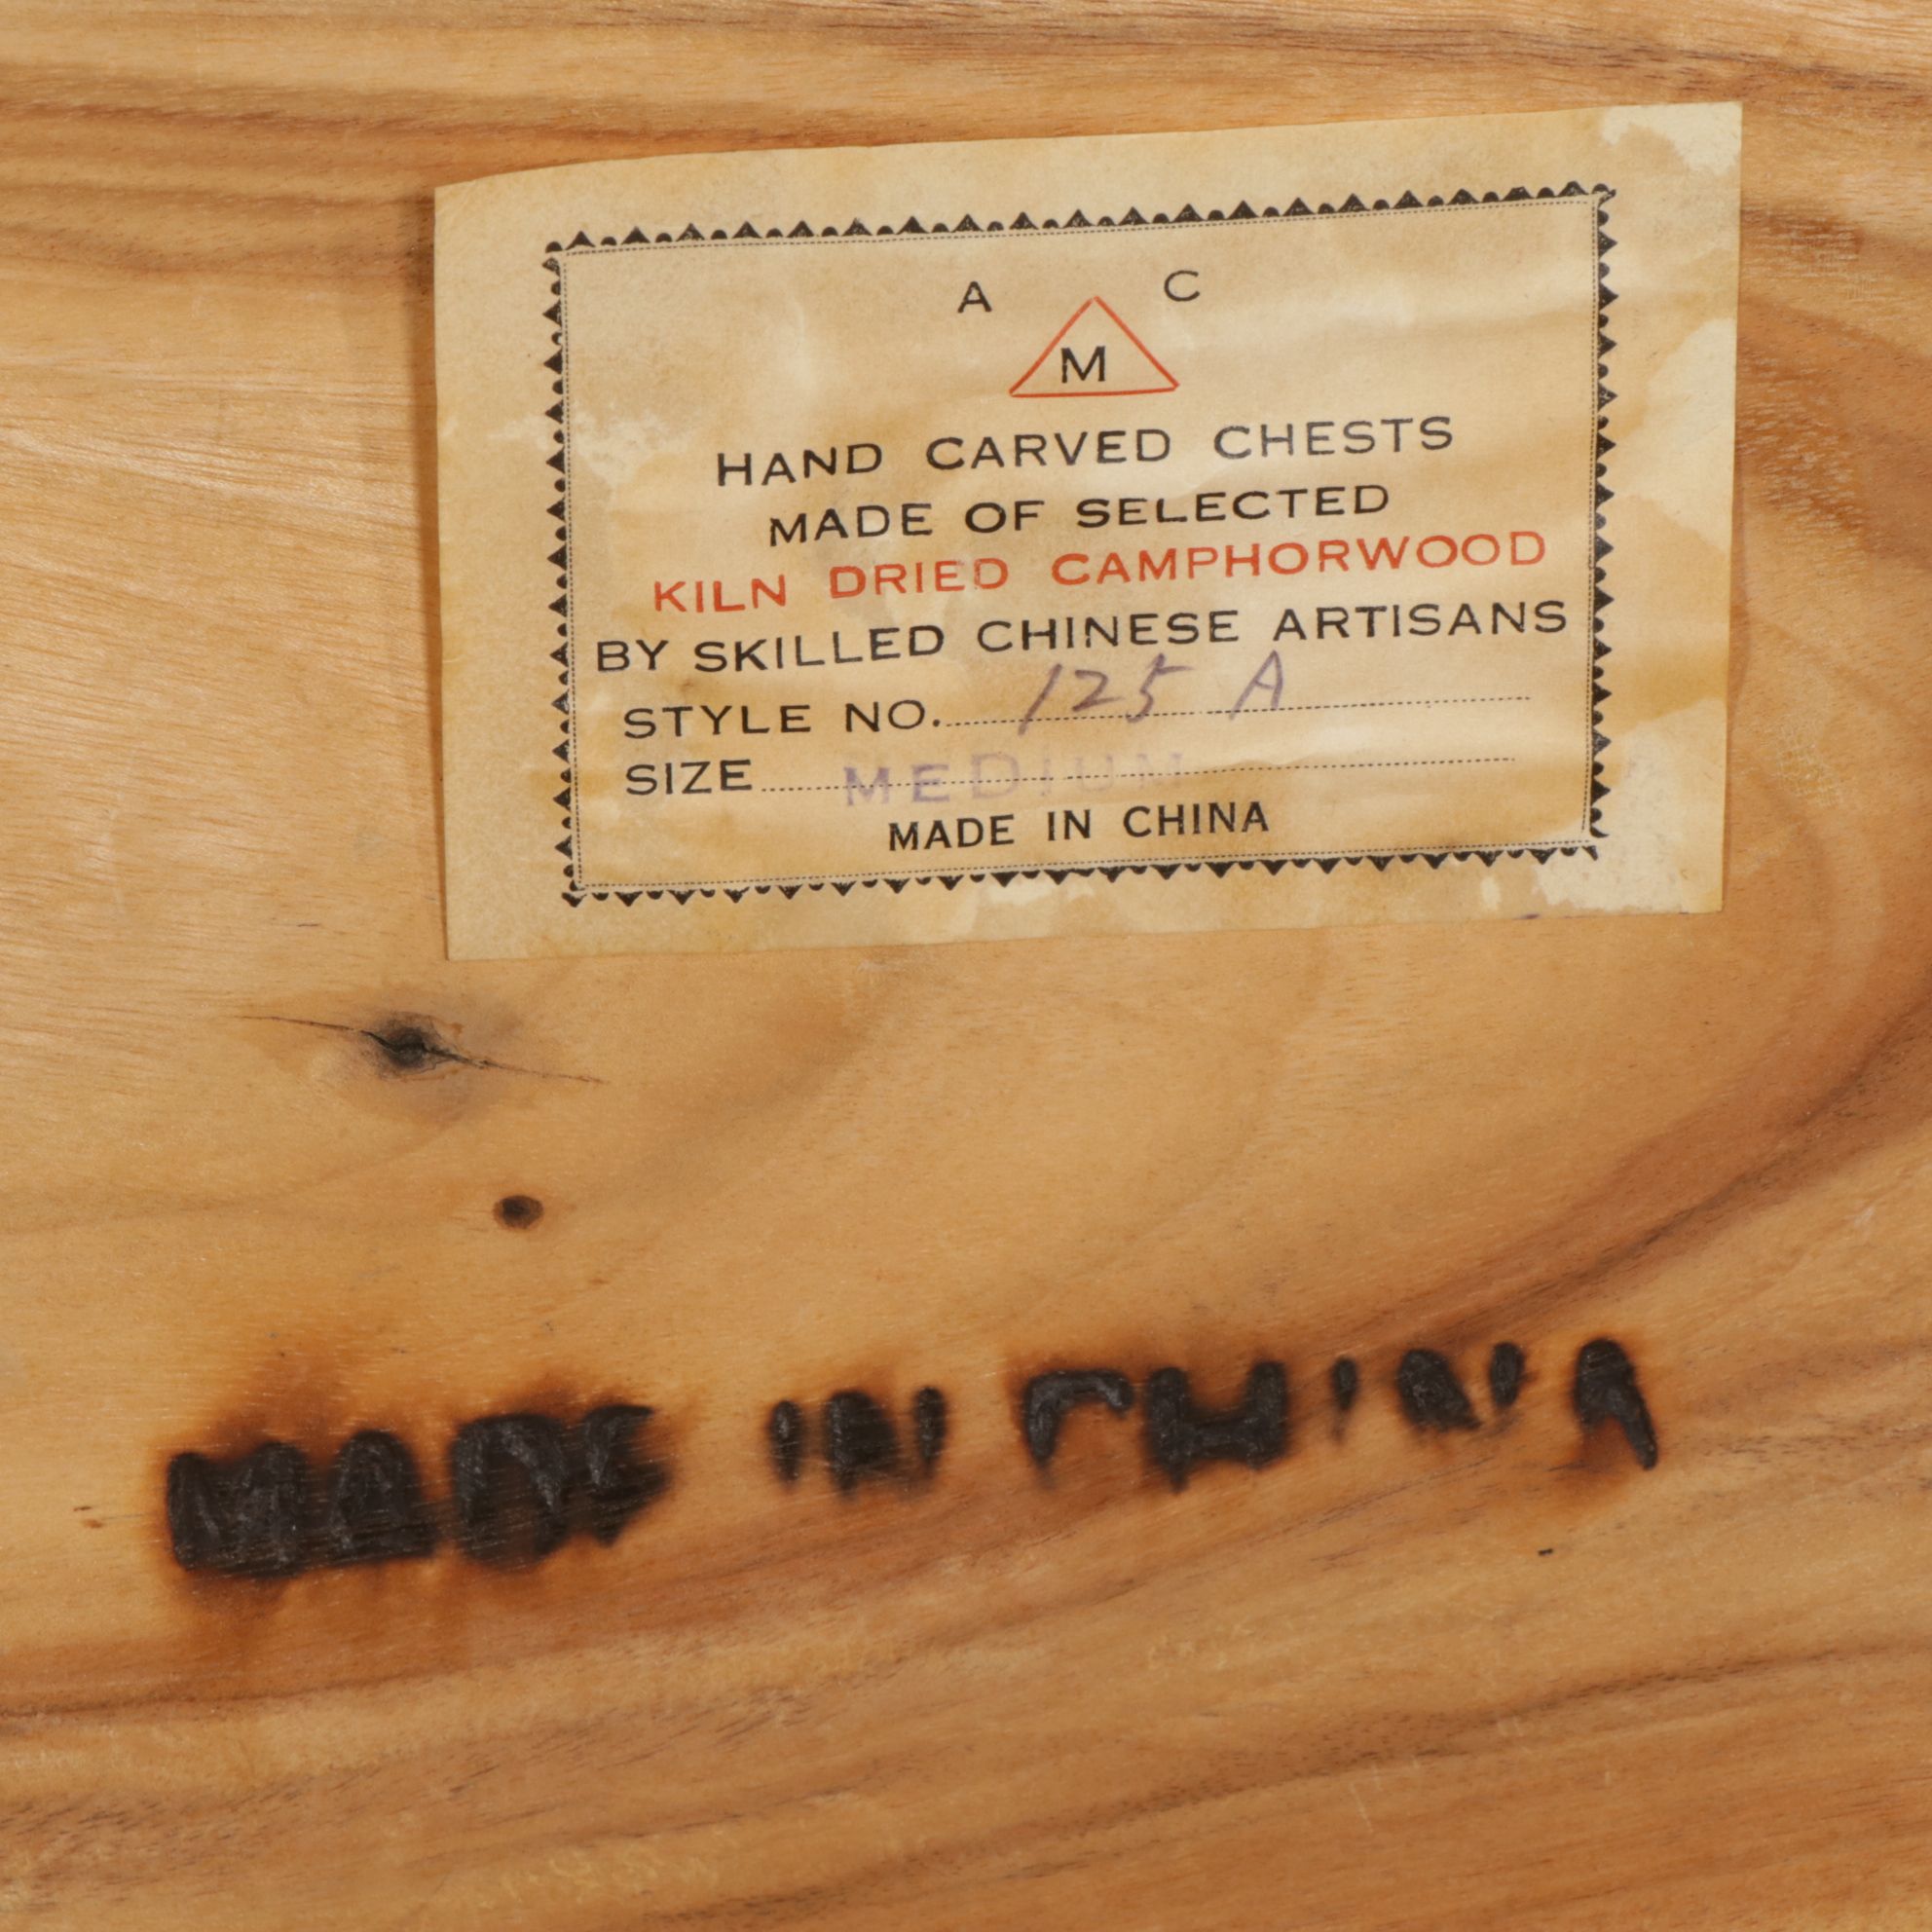 A C
M
HAND CARVED CHESTS
MADE OF SELECTED
KILN DRIED CAMPHORWOOD
BY SKILLED CHINESE ARTISANS
STYLE NO. 125 A
SIZE MEDIUM
MADE IN CHINA
MADE IN CHINA